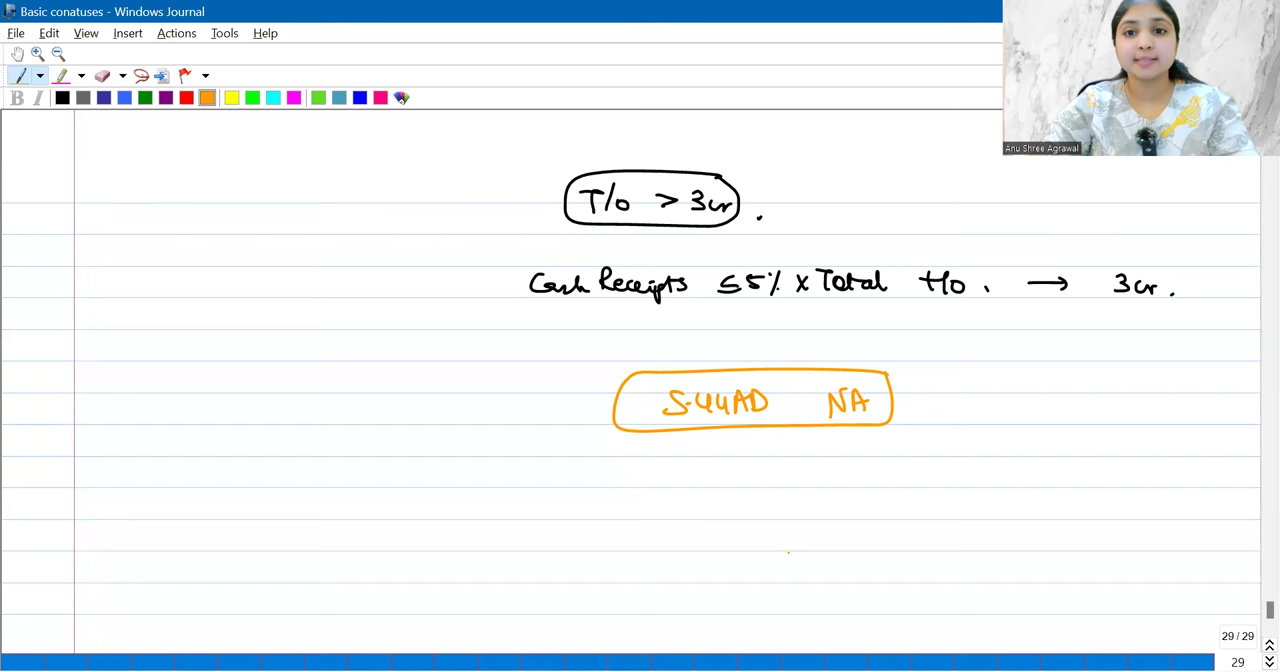 Basic conatuses - Windows Journal
File Edit View Insert Actions Tools Help
B I
Anu Shree Agrawal
T/o > 3cr.
Cash Receipts ≤ 5% x Total t/o. → 3cr.
S-44AD NA
29 / 29
29